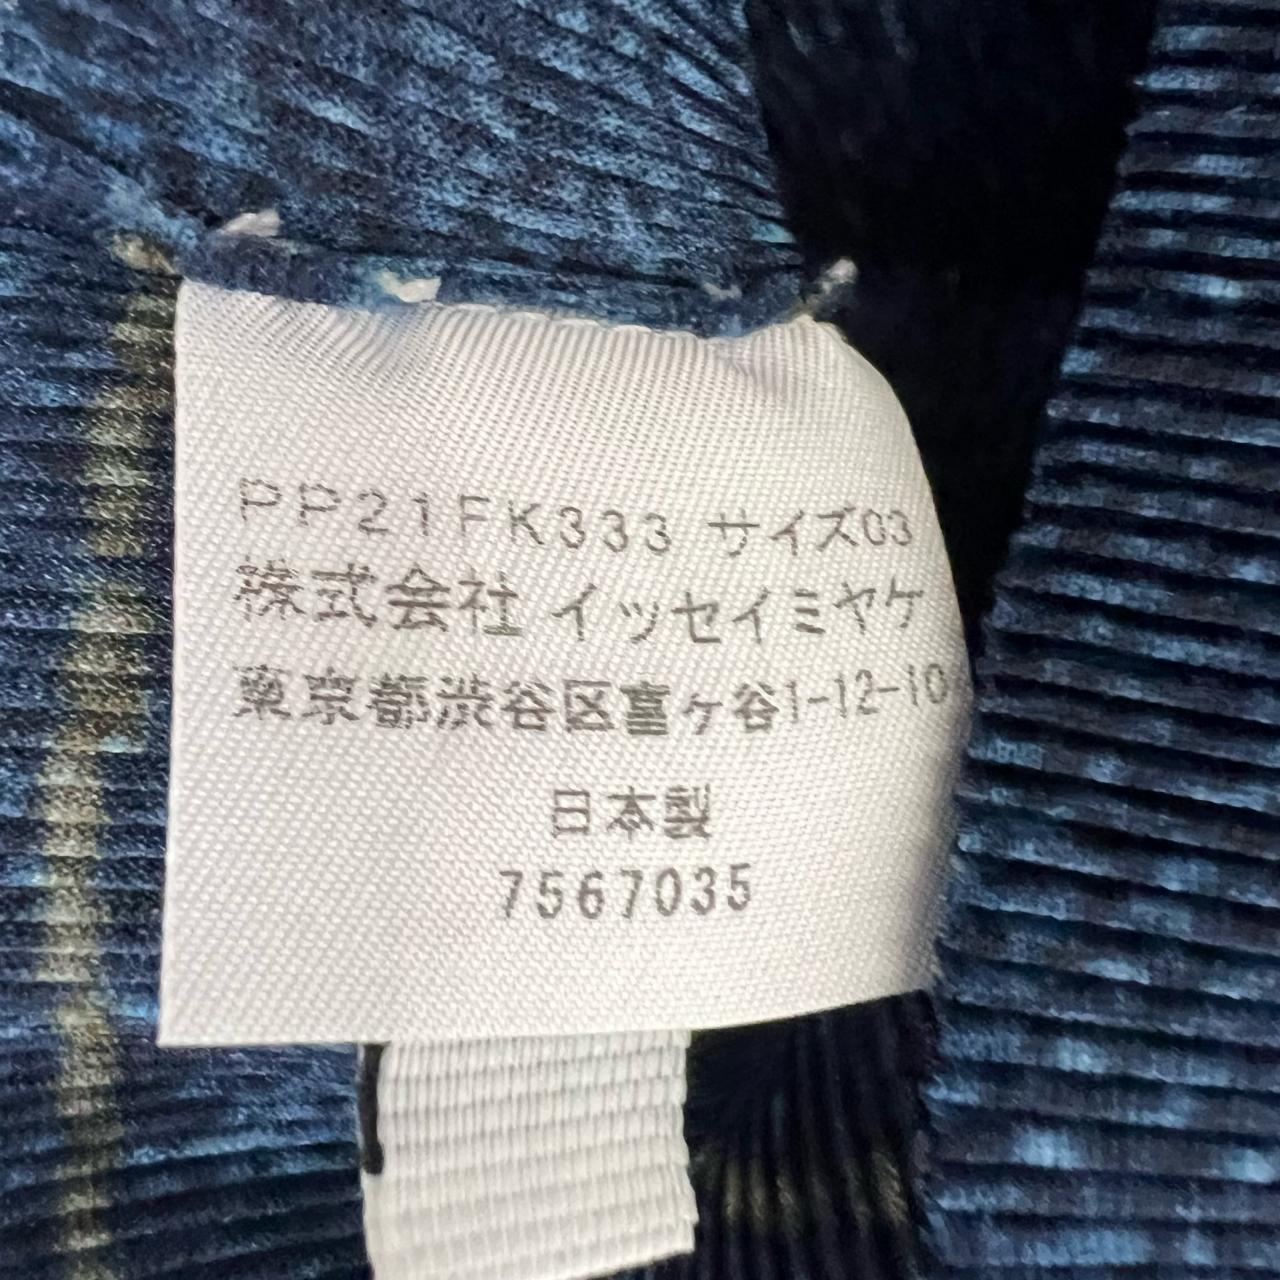 PP21FK333 サイズ03
株式会社 イッセイミヤケ
東京都渋谷区富ヶ谷1-12-10
日本製
7567035